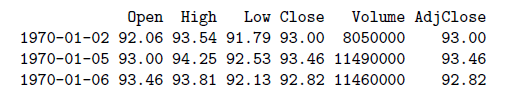 Open High Low Close Volume AdjClose
1970-01-02 92.06 93.54 91.79 93.00 8050000 93.00
1970-01-05 93.00 94.25 92.53 93.46 11490000 93.46
1970-01-06 93.46 93.81 92.13 92.82 11460000 92.82